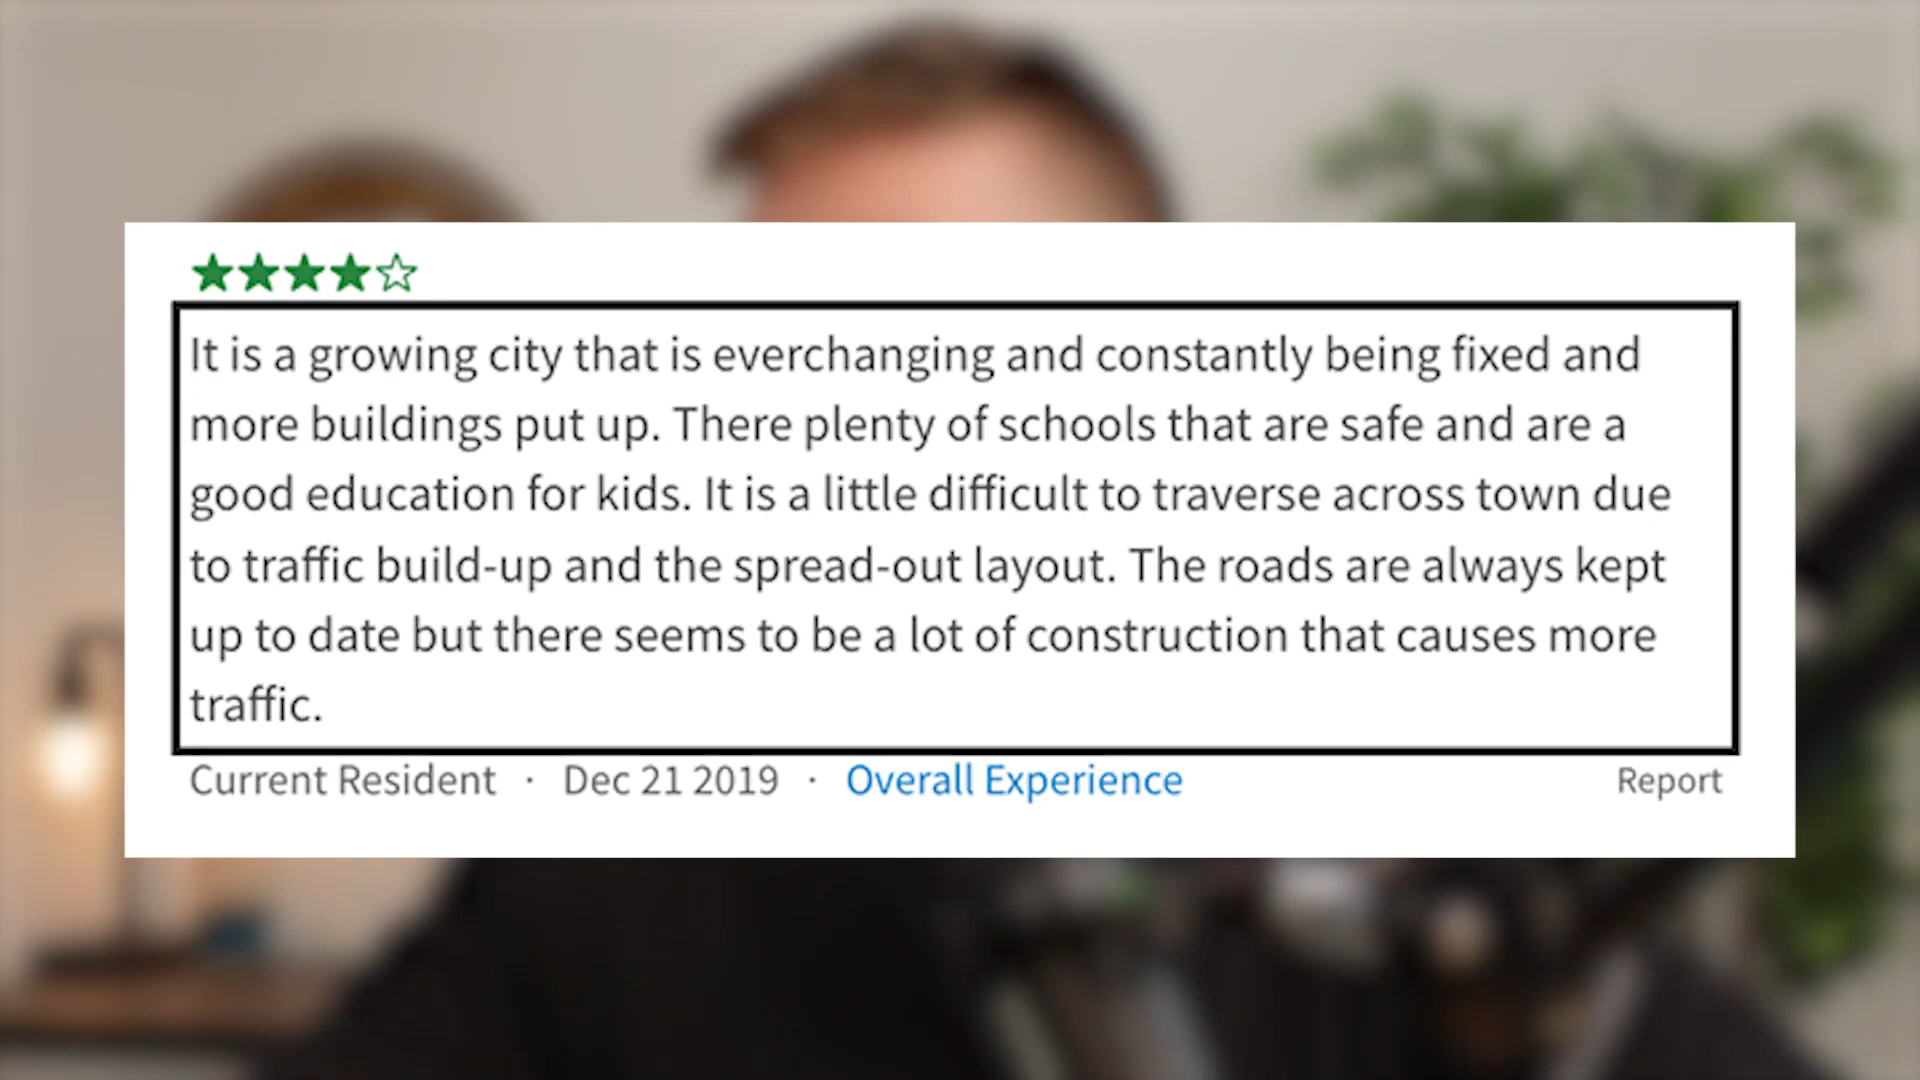 It is a growing city that is everchanging and constantly being fixed and
more buildings put up. There plenty of schools that are safe and are a
good education for kids. It is a little difficult to traverse across town due
to traffic build-up and the spread-out layout. The roads are always kept
up to date but there seems to be a lot of construction that causes more
traffic.
Current Resident · Dec 21 2019 · Overall Experience Report